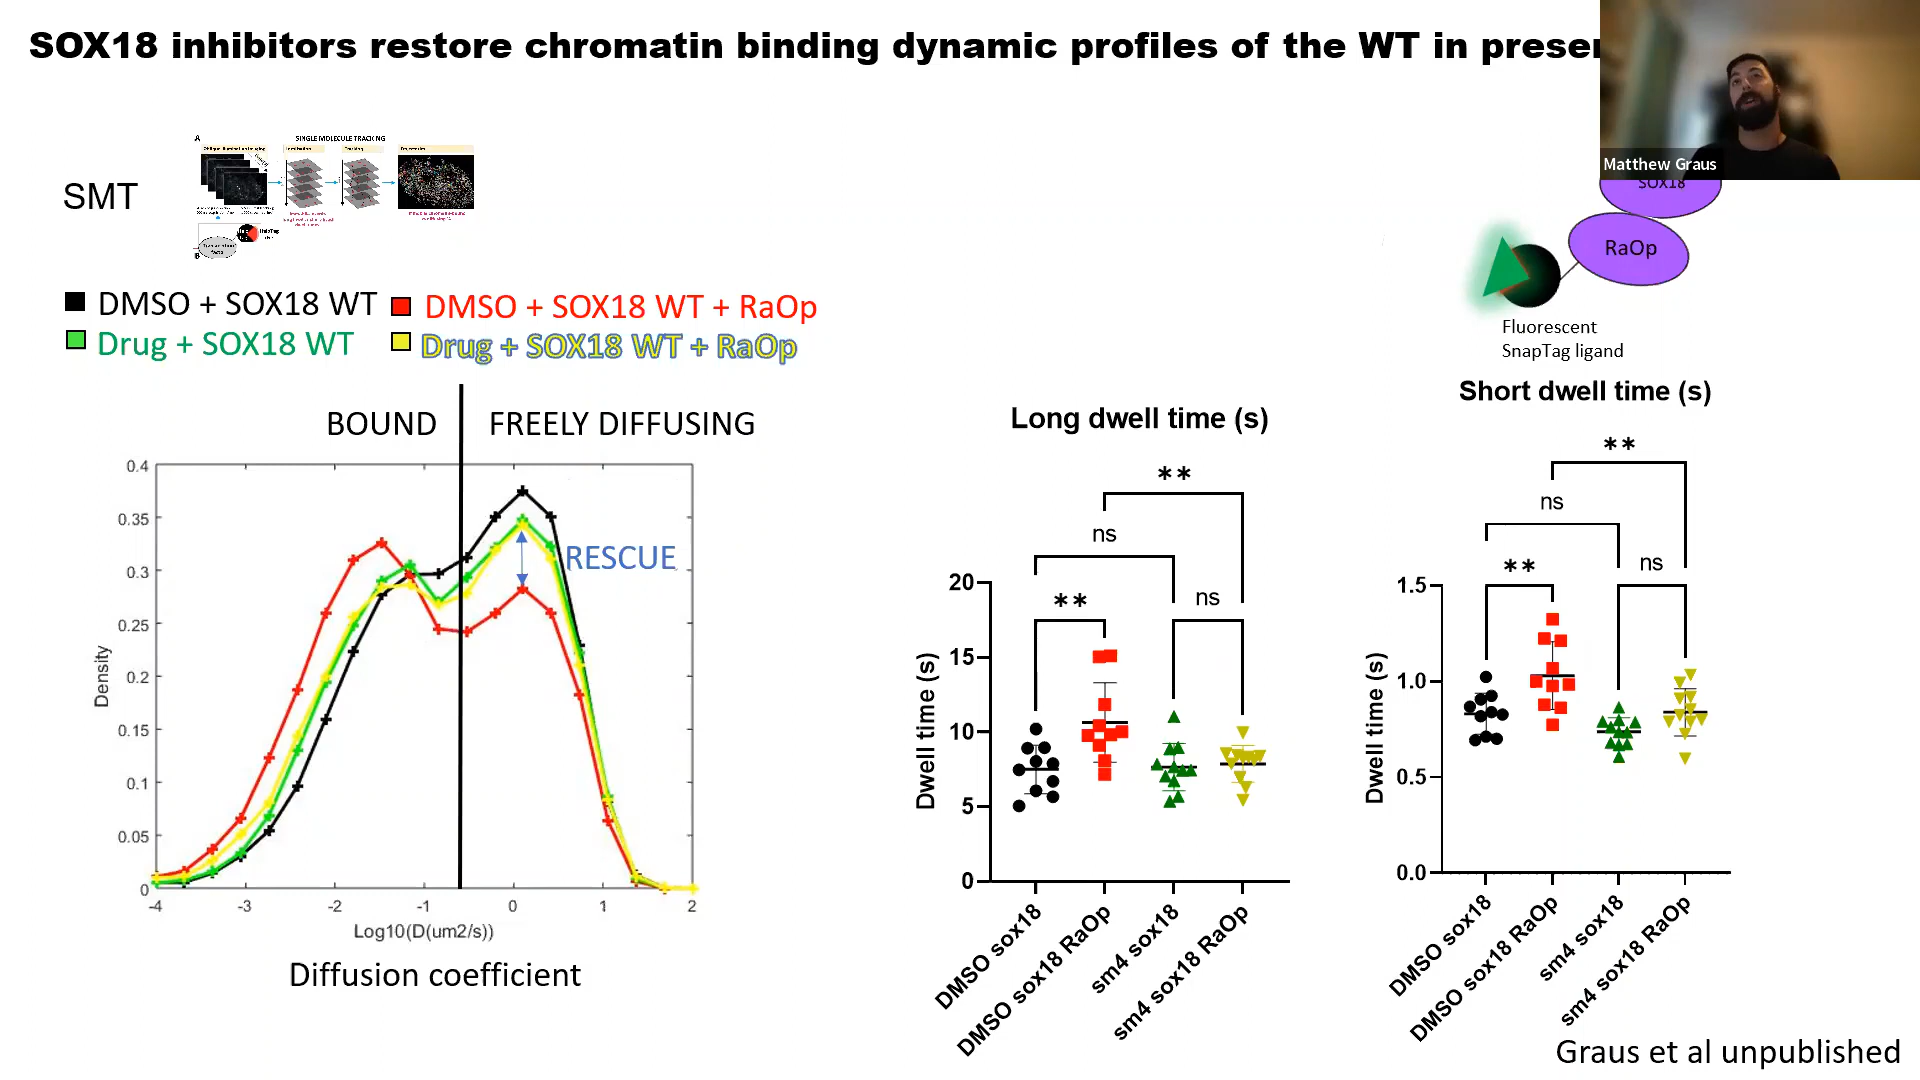 SOX18 inhibitors restore chromatin binding dynamic profiles of the WT in
Matthew Graus
SOX18
RaOp
Fluorescent
SnapTag ligand
SMT
A
SINGLE MOLECULE TRACKING
Tracking
B
DMSO + SOX18 WT
DMSO + SOX18 WT + RaOp
Drug + SOX18 WT
Drug + SOX18 WT + RaOp
BOUND
FREELY DIFFUSING
RESCUE
0.4
0.35
0.3
0.25
0.2
0.15
0.1
0.05
0
Density
-4
-3
-2
-1
0
1
2
Log10(D(um2/s))
Diffusion coefficient
Long dwell time (s)
**
ns
**
ns
20
15
10
5
0
Dwell time (s)
DMSO sox18
DMSO sox18 RaOp
sm4 sox18
sm4 sox18 RaOp
Short dwell time (s)
**
ns
**
ns
1.5
1.0
0.5
0.0
Dwell time (s)
DMSO sox18
DMSO sox18 RaOp
sm4 sox18
sm4 sox18 RaOp
Graus et al unpublished